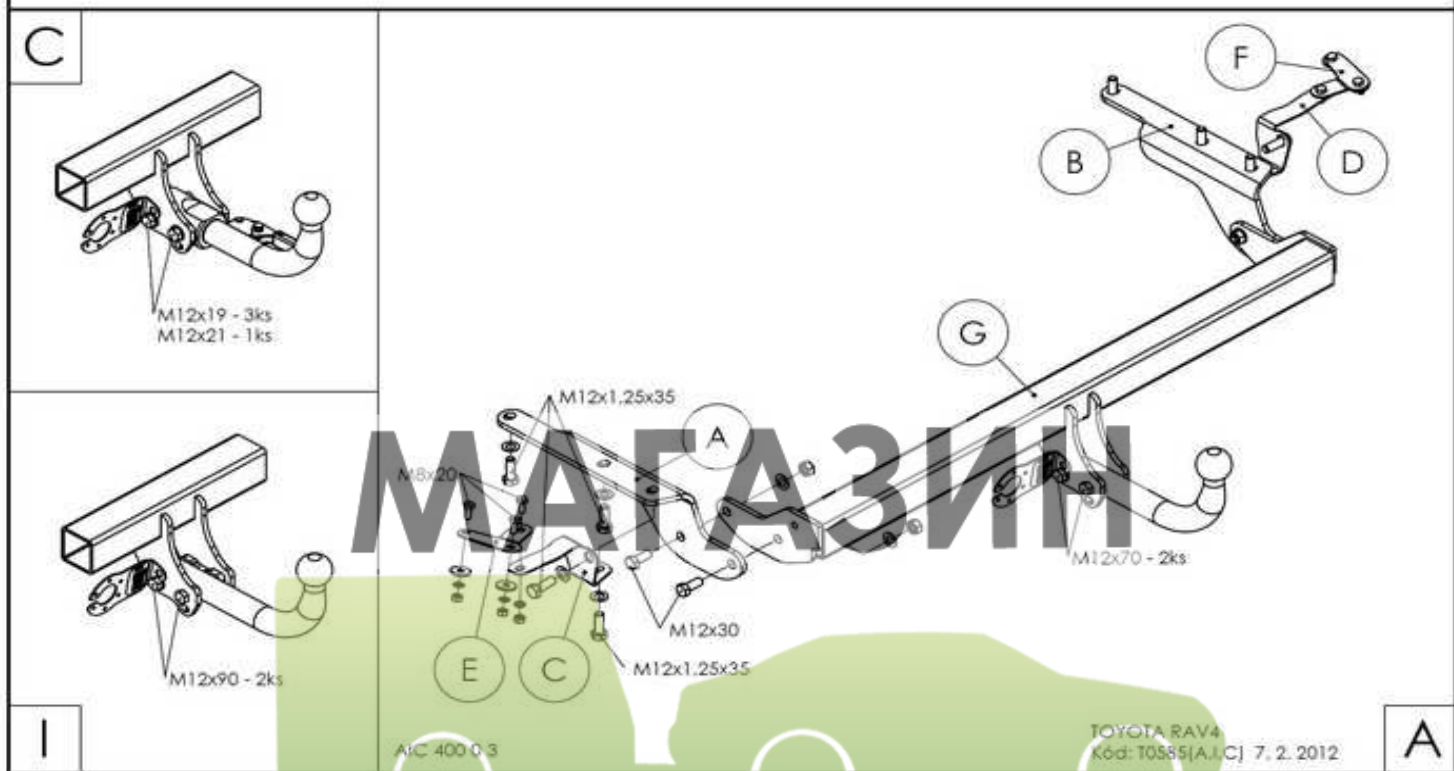 C
F
B
D
M12x19 - 3ks
M12x21 - 1ks
G
M12x1,25x35
A
M8x20
МАГАЗИН
M12x70 - 2ks
M12x30
E
C
M12x1,25x35
M12x90 - 2ks
I
AIC 400 0 3
TOYOTA RAV4
Kód: T0585(A,I,C) 7. 2. 2012
A